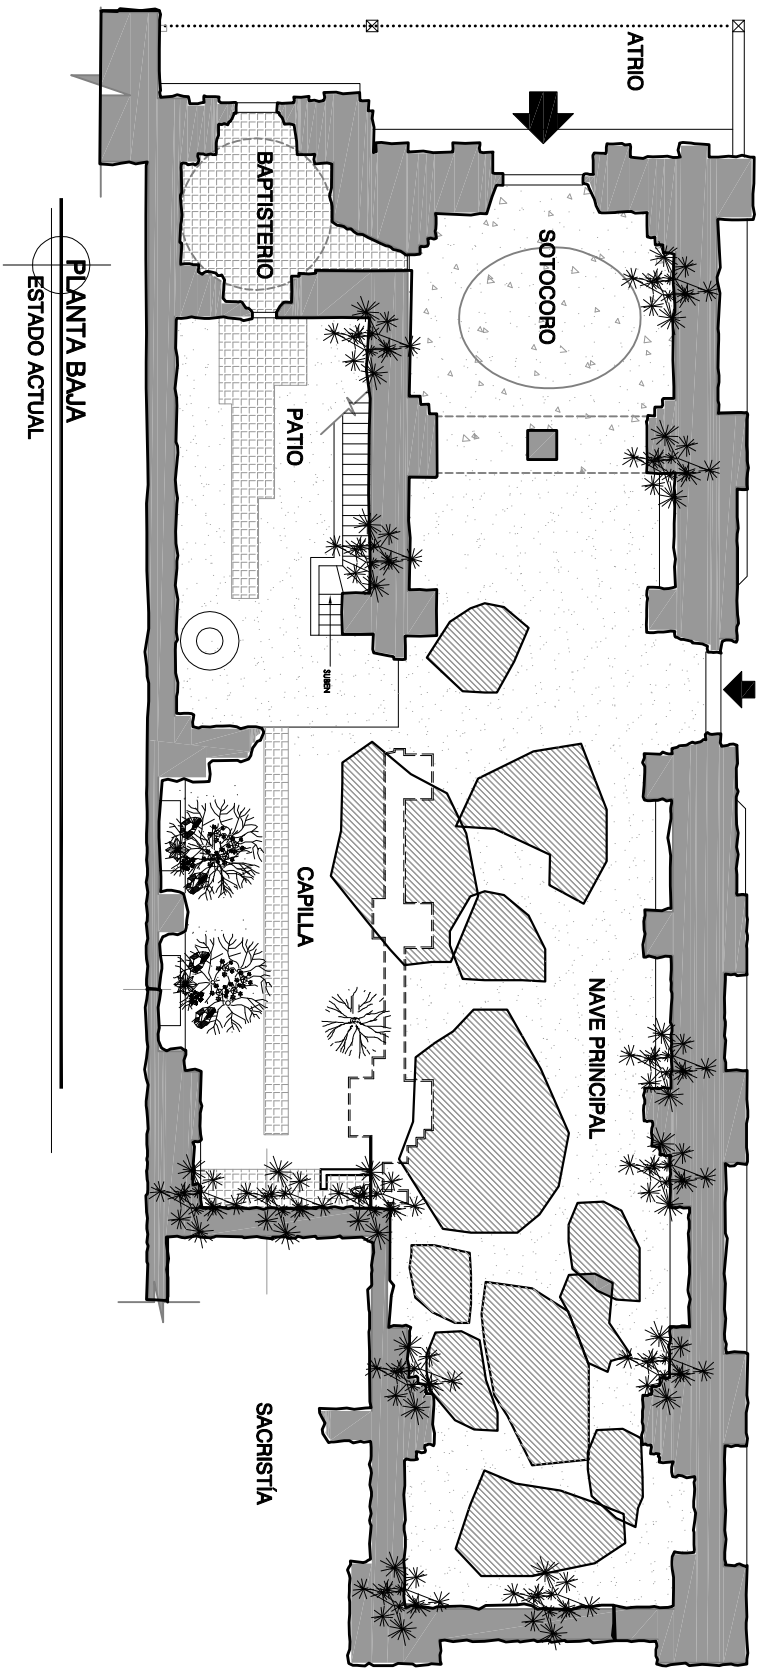 ATRIO
BAPTISTERIO
SOTOCORO
PATIO
SUBEN
CAPILLA
NAVE PRINCIPAL
SACRISTÍA
PLANTA BAJA
ESTADO ACTUAL